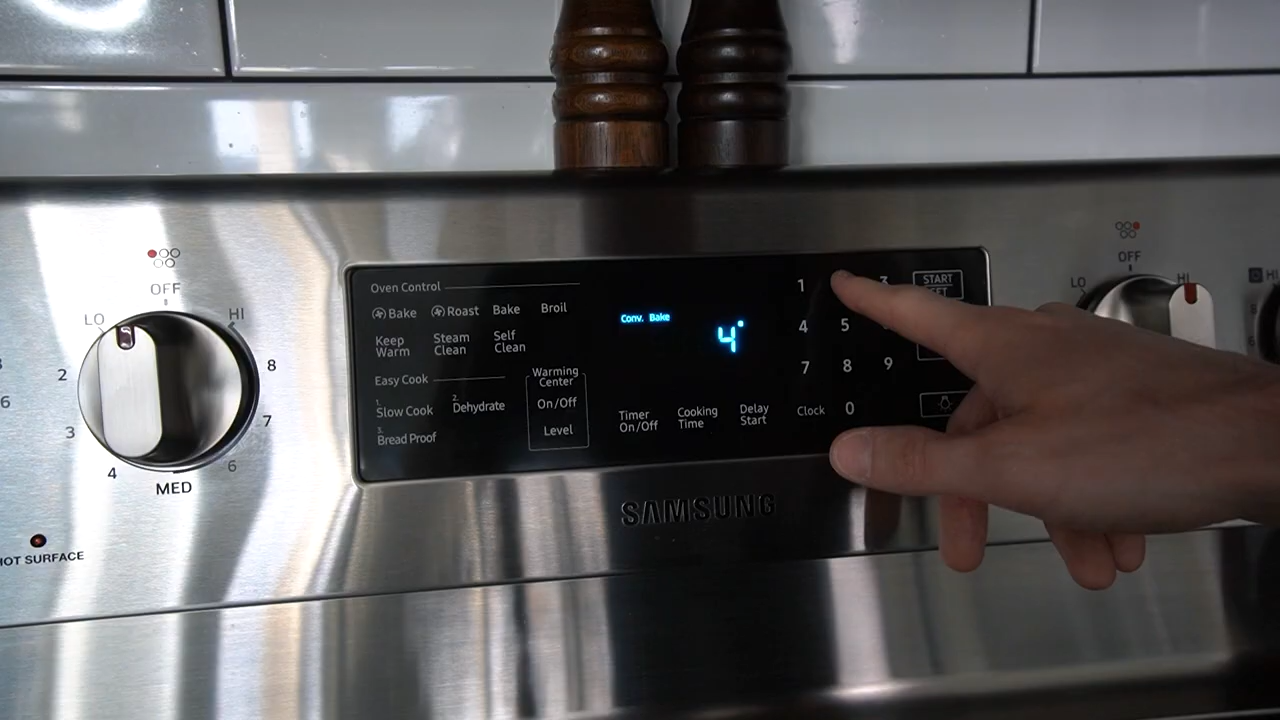 OFF
LO
HI
2
8
6
3
7
4
6
MED
HOT SURFACE
Oven Control
Bake
Roast
Bake
Broil
Keep
Warm
Steam
Clean
Self
Clean
Easy Cook
1.
Slow Cook
2.
Dehydrate
3.
Bread Proof
Warming
Center
On/Off
Level
Conv. Bake
4°
Timer
On/Off
Cooking
Time
Delay
Start
1
3
4
5
7
8
9
Clock
0
START
SAMSUNG
OFF
LO
HI
HI